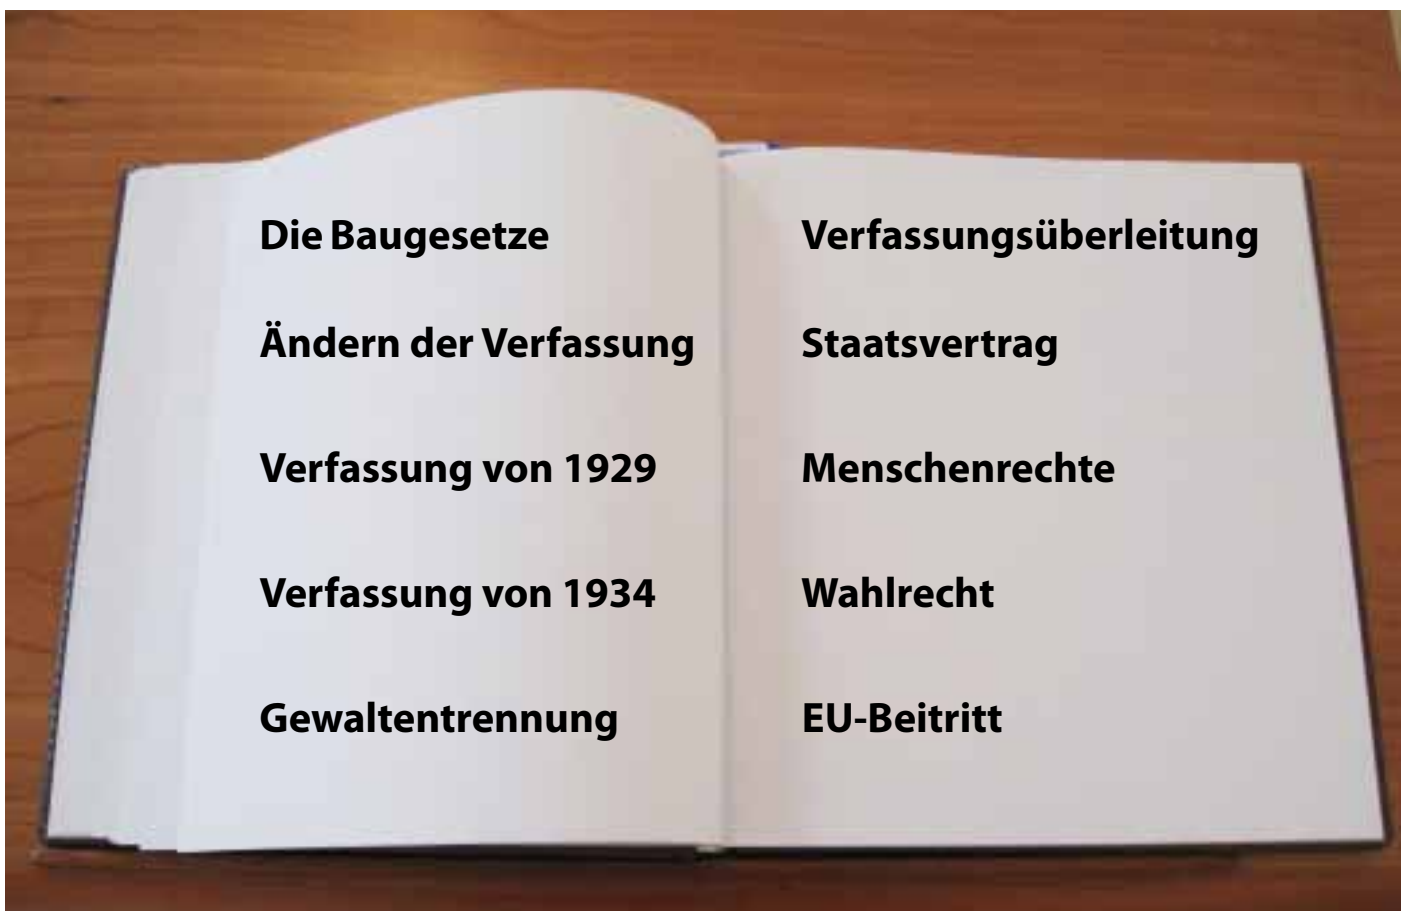 Die Baugesetze
Ändern der Verfassung
Verfassung von 1929
Verfassung von 1934
Gewaltentrennung
Verfassungsüberleitung
Staatsvertrag
Menschenrechte
Wahlrecht
EU-Beitritt